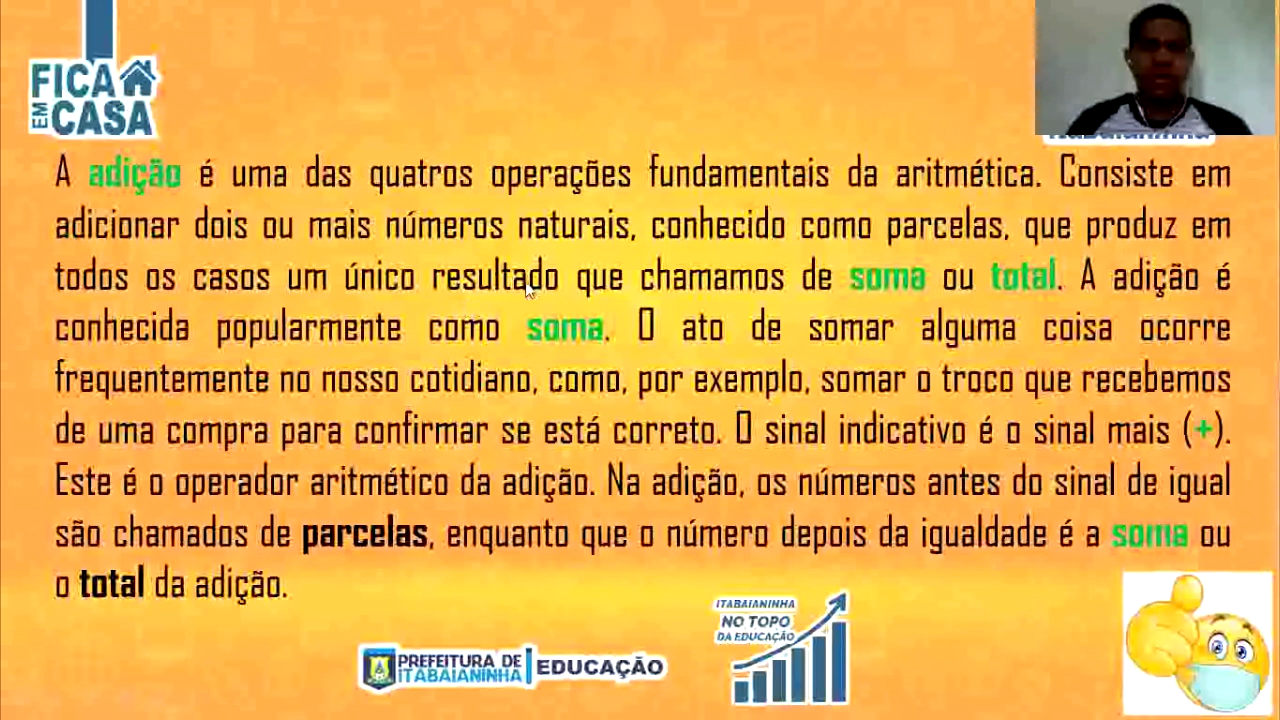 FICA
EM CASA
A adição é uma das quatros operações fundamentais da aritmética. Consiste em
adicionar dois ou mais números naturais, conhecido como parcelas, que produz em
todos os casos um único resultado que chamamos de soma ou total. A adição é
conhecida popularmente como soma. O ato de somar alguma coisa ocorre
frequentemente no nosso cotidiano, como, por exemplo, somar o troco que recebemos
de uma compra para confirmar se está correto. O sinal indicativo é o sinal mais (+).
Este é o operador aritmético da adição. Na adição, os números antes do sinal de igual
são chamados de parcelas, enquanto que o número depois da igualdade é a soma ou
o total da adição.
PREFEITURA DE
ITABAIANINHA
EDUCAÇÃO
ITABAIANINHA
NO TOPO
DA EDUCAÇÃO